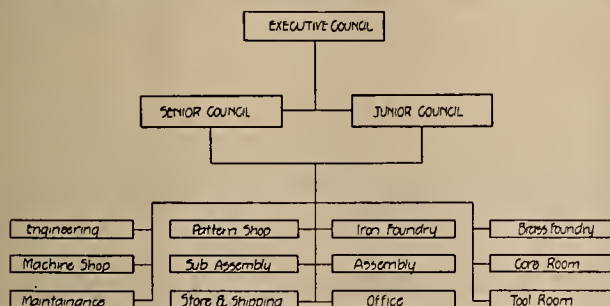 EXECUTIVE COUNCIL
SENIOR COUNCIL
JUNIOR COUNCIL
Engineering
Pattern Shop
Iron Foundry
Brass Foundry
Machine Shop
Sub Assembly
Assembly
Core Room
Maintainance
Store & Shipping
Office
Tool Room